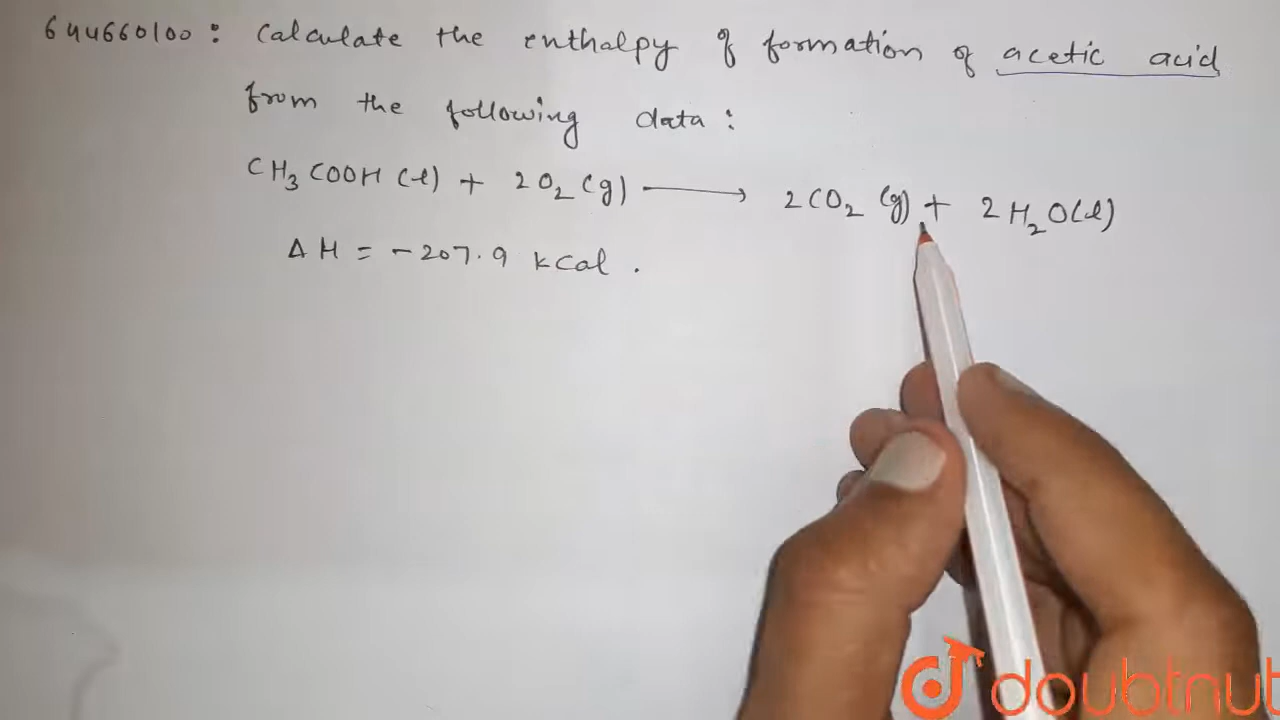 644660100: Calculate the enthalpy of formation of acetic acid
from the following data:
CH₃COOH(l) + 2O₂(g) ⟶ 2CO₂(g) + 2H₂O(l)
ΔH = -207.9 kCal.
doubtnut